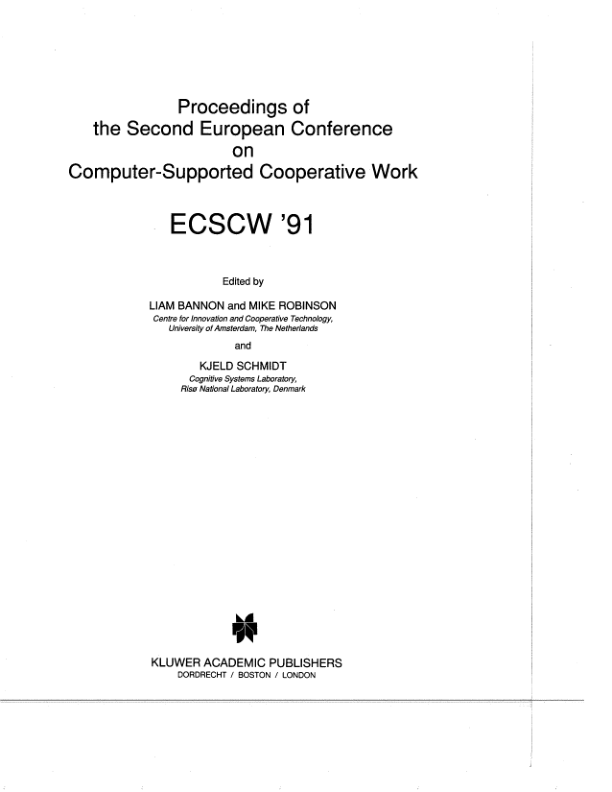 Proceedings of
the Second European Conference
on
Computer-Supported Cooperative Work
ECSCW '91
Edited by
LIAM BANNON and MIKE ROBINSON
Centre for Innovation and Cooperative Technology,
University of Amsterdam, The Netherlands
and
KJELD SCHMIDT
Cognitive Systems Laboratory,
Risø National Laboratory, Denmark
KLUWER ACADEMIC PUBLISHERS
DORDRECHT / BOSTON / LONDON